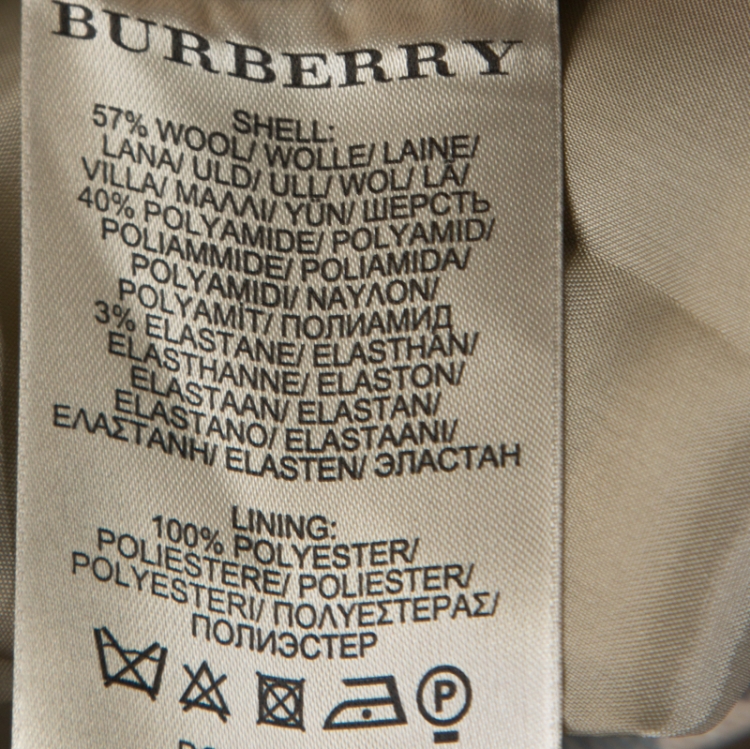 BURBERRY
SHELL:
57% WOOL/ WOLLE/ LAINE/
LANA/ ULD/ ULL/ WOL/ LÃ/
VILLA/ ΜΑΛΛΙ/ YÜN/ ШЕРСТЬ
40% POLYAMIDE/ POLYAMID/
POLIAMMIDE/ POLIAMIDA/
POLYAMIDI/ ΝΑΥΛΟΝ/
POLYAMİT/ ПОЛИАМИД
3% ELASTANE/ ELASTHAN/
ELASTHANNE/ ELASTON/
ELASTAAN/ ELASTAN/
ELASTANO/ ELASTAANI/
ΕΛΑΣΤΑΝΗ/ ELASTEN/ ЭЛАСТАН
LINING:
100% POLYESTER/
POLIESTERE/ POLIESTER/
POLYESTERI/ ΠΟΛΥΕΣΤΕΡΑΣ/
ПОЛИЭСТЕР
P